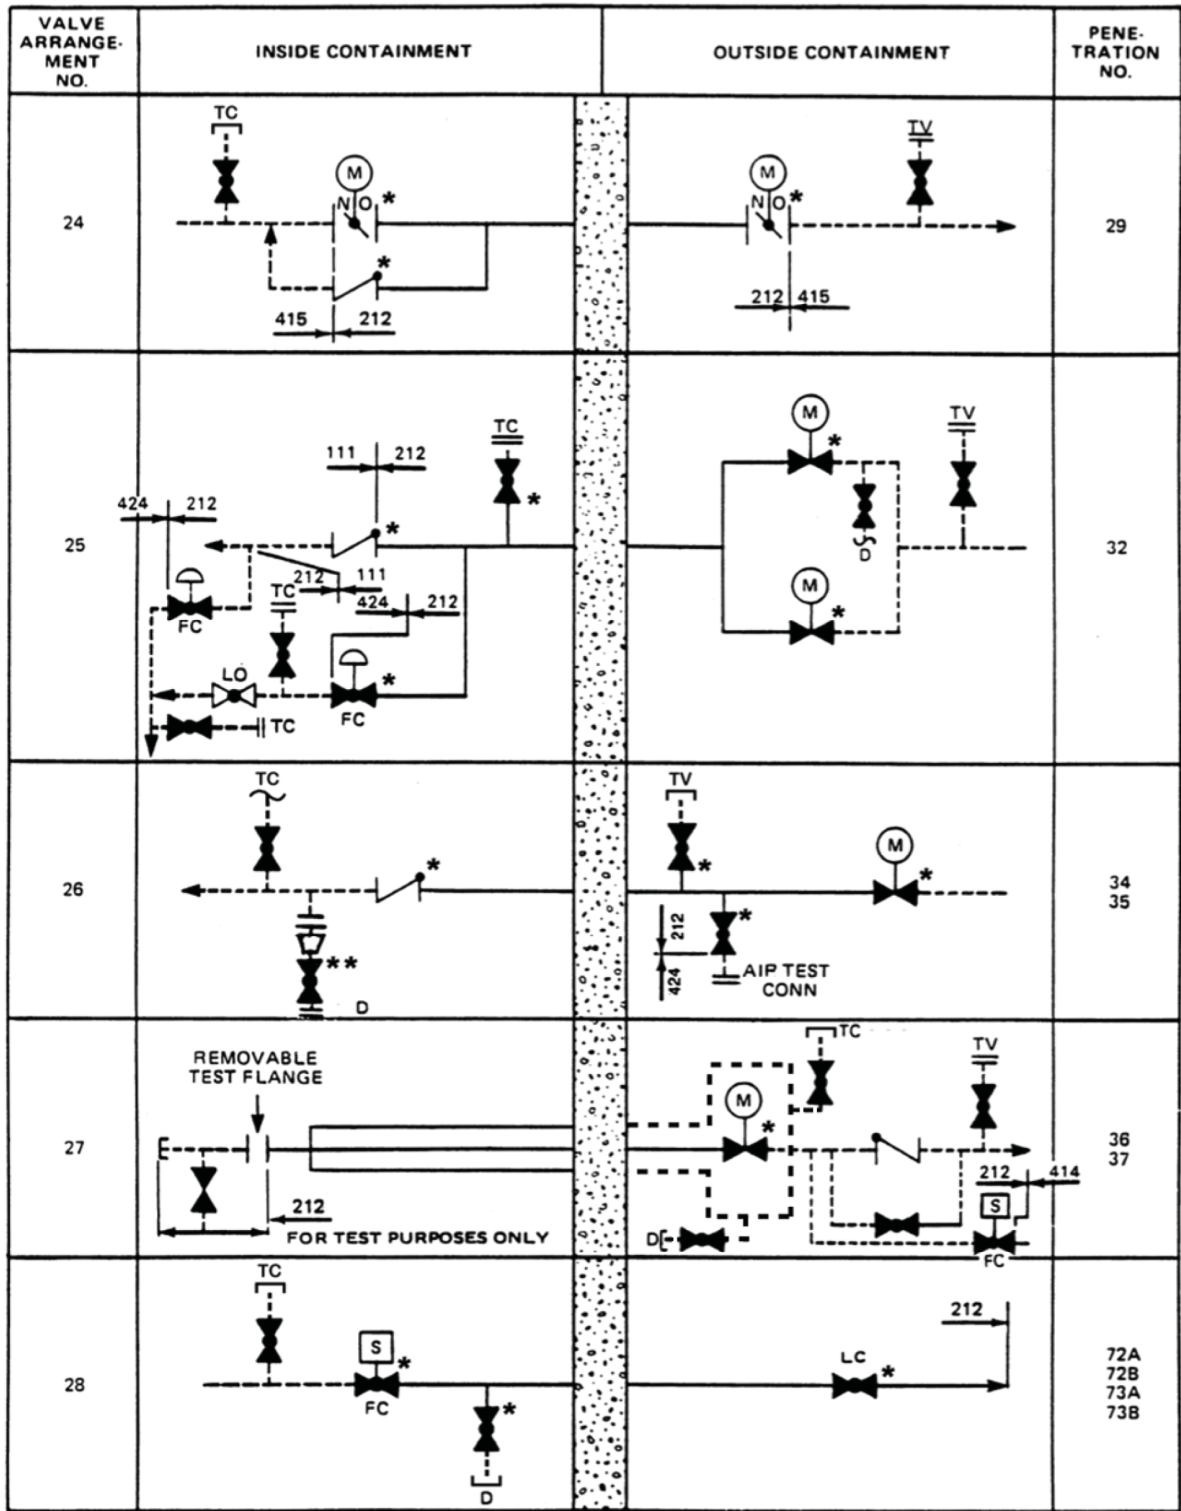 VALVE
ARRANGE-
MENT
NO.
INSIDE CONTAINMENT
OUTSIDE CONTAINMENT
PENE-
TRATION
NO.
24
TC
M
N O *
*
415 212
TV
M
N O *
212 415
29
25
TC
111 212
*
424 212
*
212 111
TC
424 212
FC
LO
*
FC
TC
M
*
TV
D
M
*
32
26
TC
*
**
D
TV
*
M
*
*
212
424
AIP TEST
CONN
34
35
27
REMOVABLE
TEST FLANGE
212
FOR TEST PURPOSES ONLY
TC
TV
M
*
212 414
S
D
FC
36
37
28
TC
S
*
FC
*
D
212
LC
*
72A
72B
73A
73B